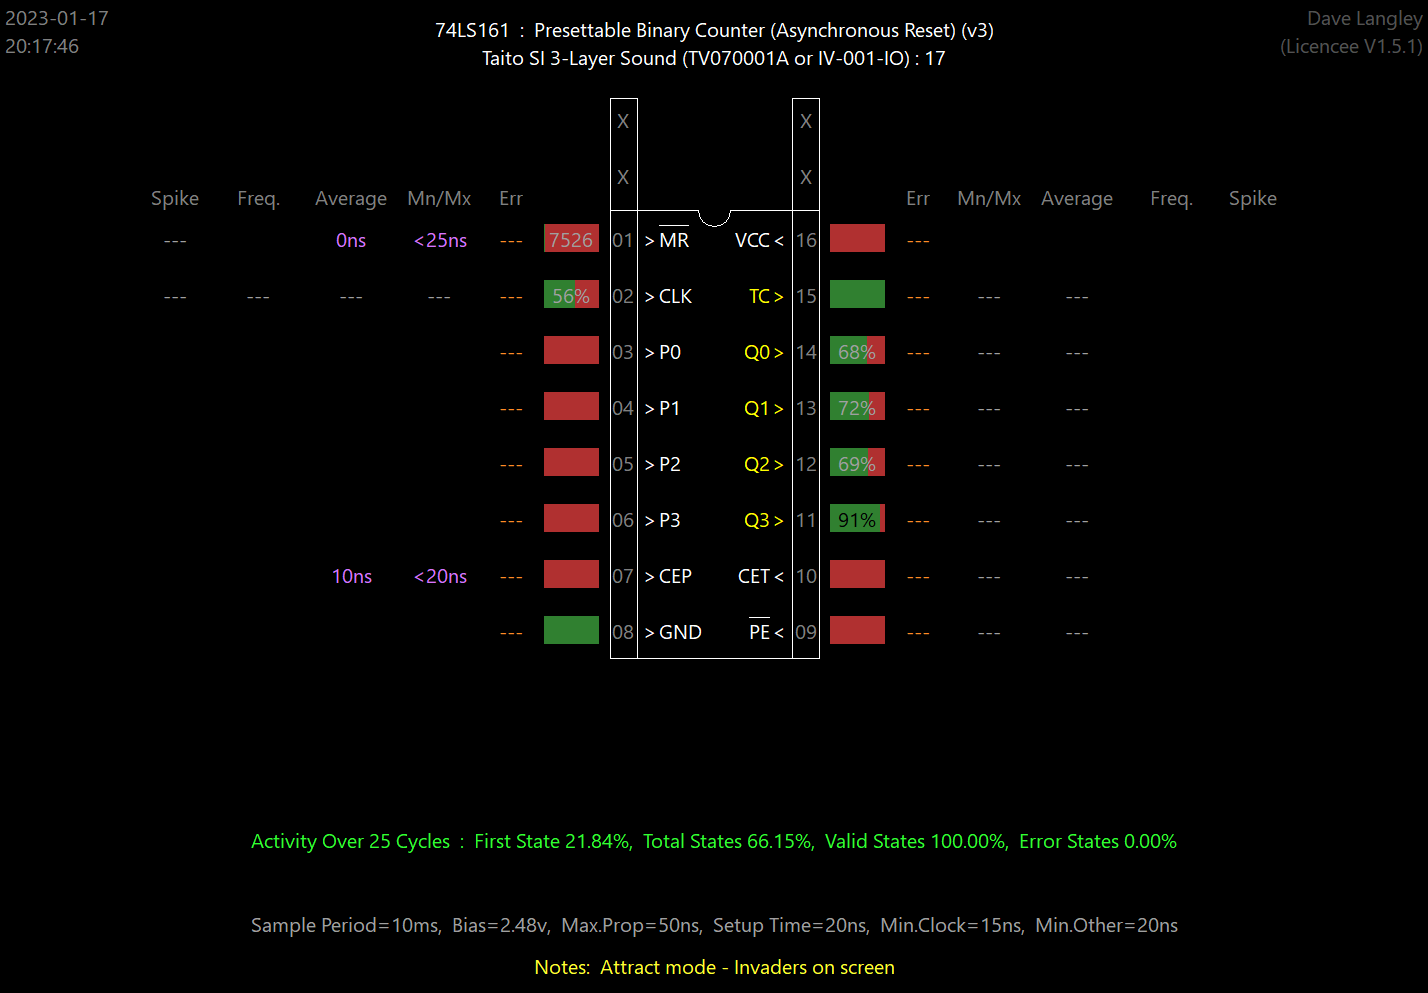 2023-01-17
20:17:46
74LS161 : Presettable Binary Counter (Asynchronous Reset) (v3)
Taito SI 3-Layer Sound (TV070001A or IV-001-IO) : 17
Dave Langley
(Licencee V1.5.1)
X X
X X
Spike Freq. Average Mn/Mx Err Err Mn/Mx Average Freq. Spike
--- 0ns <25ns --- 7526 01 > MR VCC < 16 ---
--- --- --- --- --- 56% 02 > CLK TC > 15 --- --- ---
--- 03 > P0 Q0 > 14 68% --- --- ---
--- 04 > P1 Q1 > 13 72% --- --- ---
--- 05 > P2 Q2 > 12 69% --- --- ---
--- 06 > P3 Q3 > 11 91% --- --- ---
10ns <20ns --- 07 > CEP CET < 10 --- --- ---
--- 08 > GND PE < 09 --- --- ---
Activity Over 25 Cycles : First State 21.84%, Total States 66.15%, Valid States 100.00%, Error States 0.00%
Sample Period=10ms, Bias=2.48v, Max.Prop=50ns, Setup Time=20ns, Min.Clock=15ns, Min.Other=20ns
Notes: Attract mode - Invaders on screen